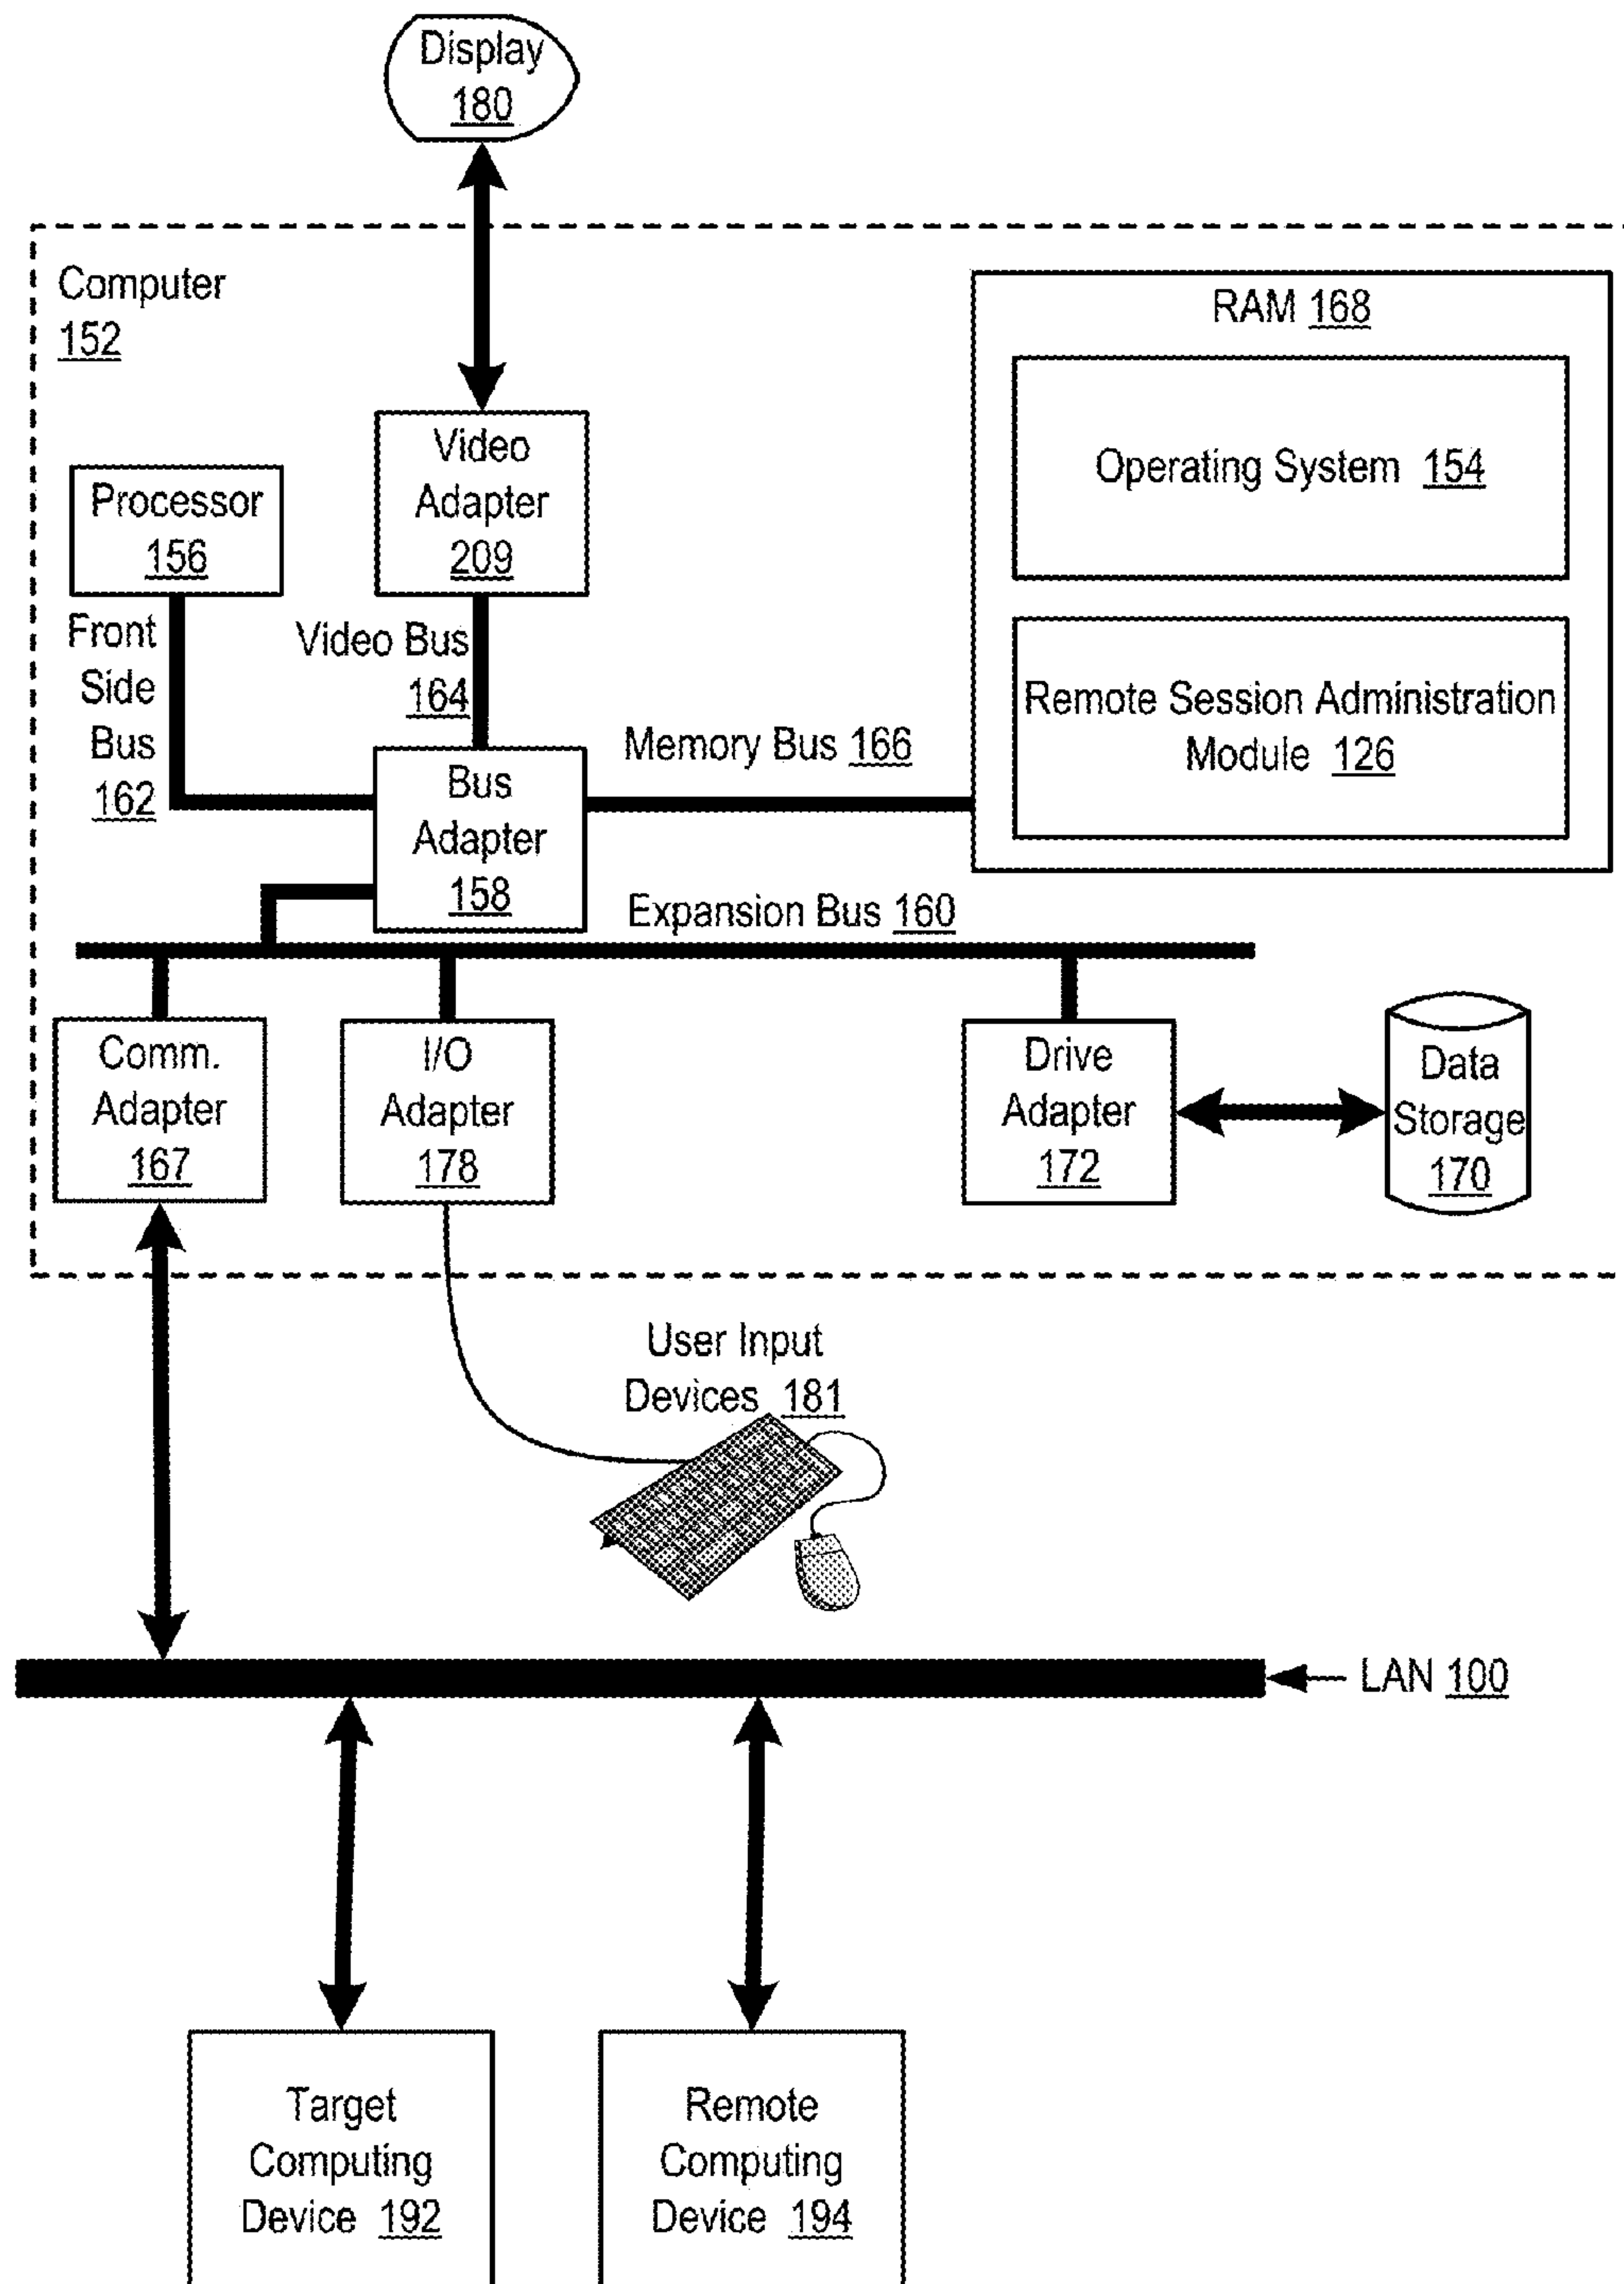 Display
180
Computer
152
RAM 168
Operating System 154
Remote Session Administration
Module 126
Video
Adapter
209
Processor
156
Front
Side
Bus
162
Video Bus
164
Bus
Adapter
158
Memory Bus 166
Expansion Bus 160
Comm.
Adapter
167
I/O
Adapter
178
Drive
Adapter
172
Data
Storage
170
User Input
Devices 181
LAN 100
Target
Computing
Device 192
Remote
Computing
Device 194